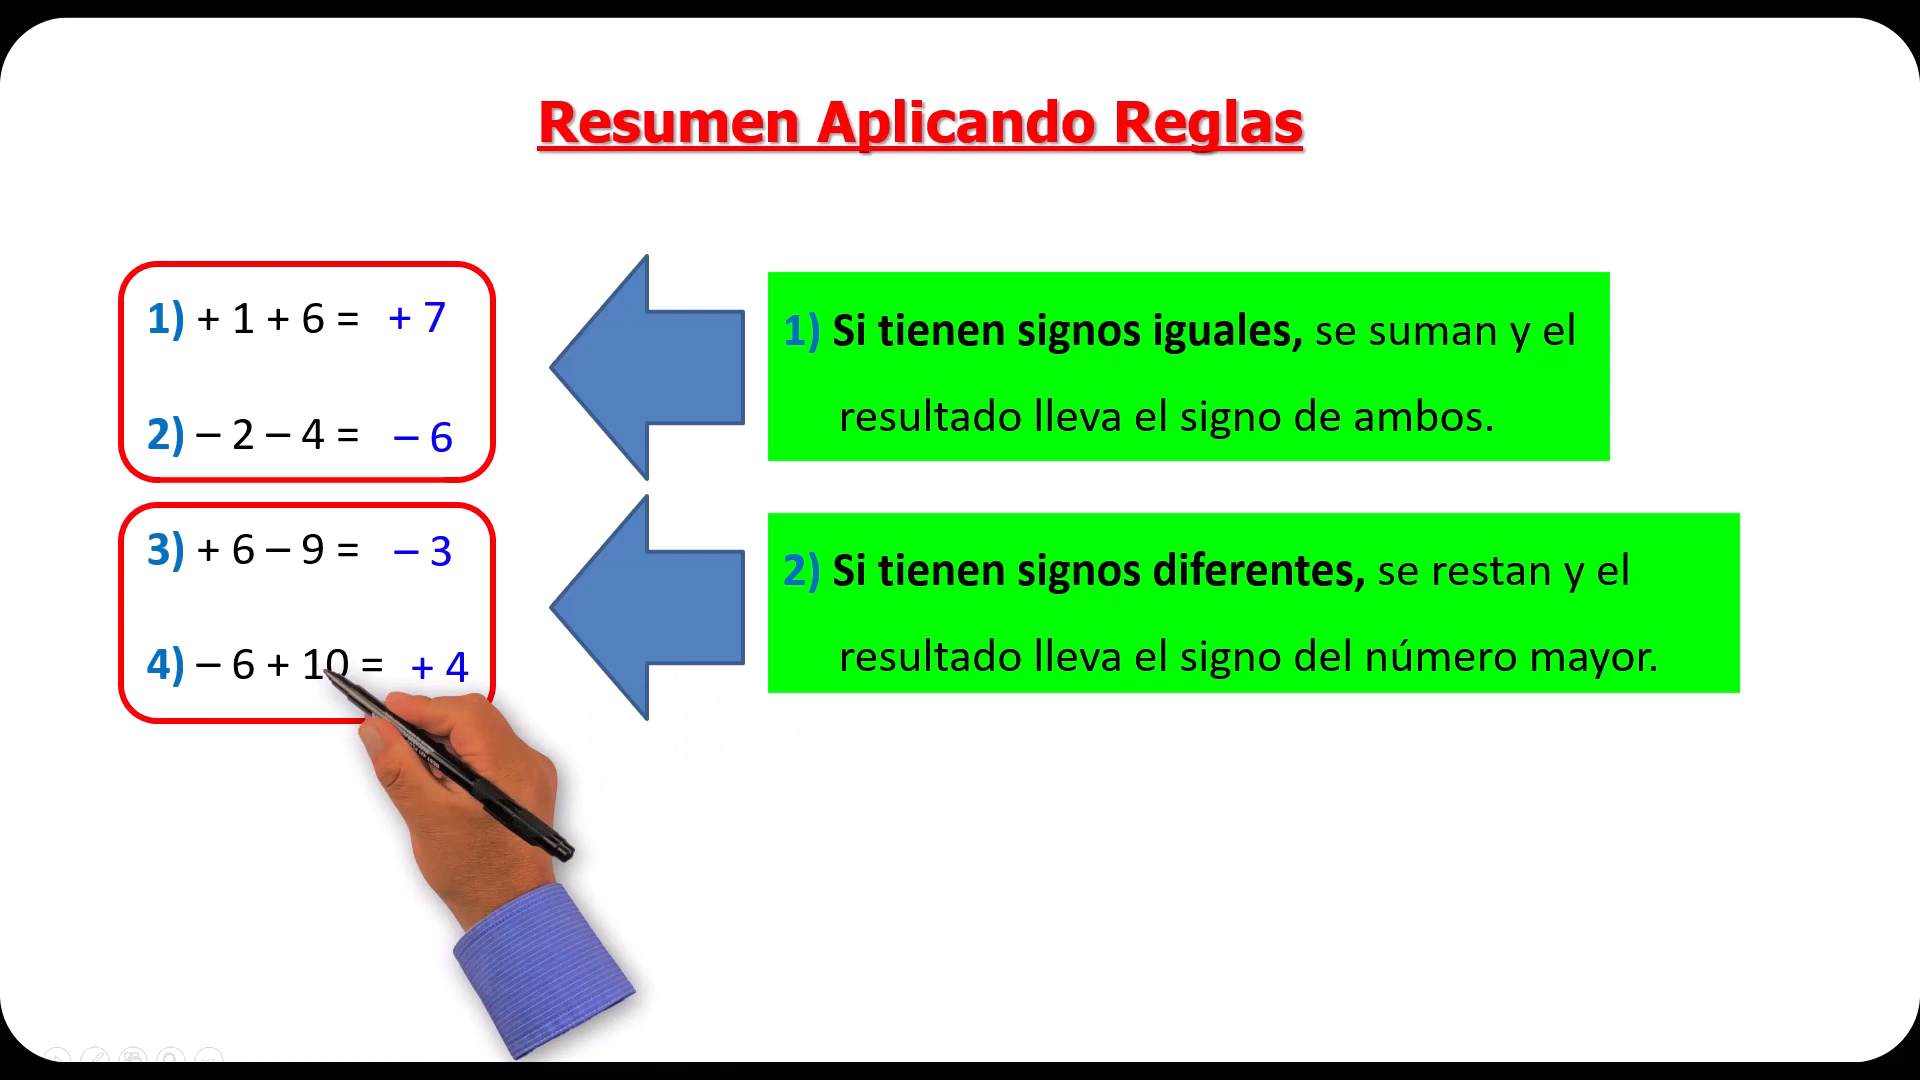 Resumen Aplicando Reglas
1) + 1 + 6 = + 7
2) – 2 – 4 = – 6
1) Si tienen signos iguales, se suman y el
resultado lleva el signo de ambos.
3) + 6 – 9 = – 3
4) – 6 + 10 = + 4
2) Si tienen signos diferentes, se restan y el
resultado lleva el signo del número mayor.